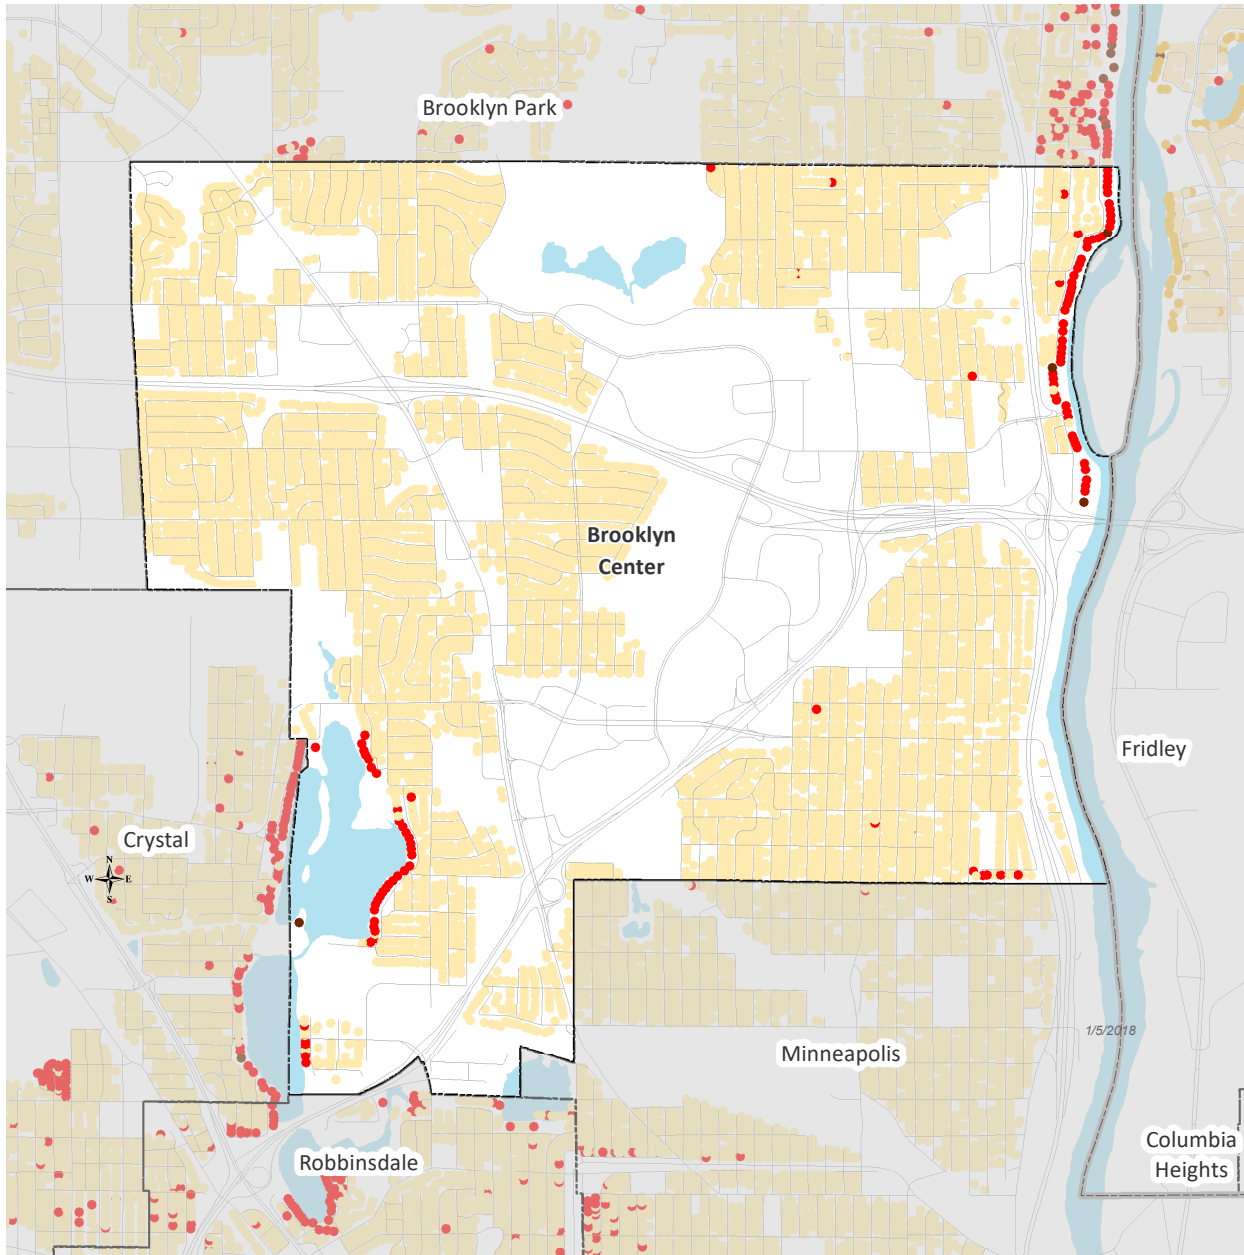 Brooklyn Park
Brooklyn
Center
Fridley
Crystal
N
W E
S
1/5/2018
Minneapolis
Robbinsdale
Columbia
Heights